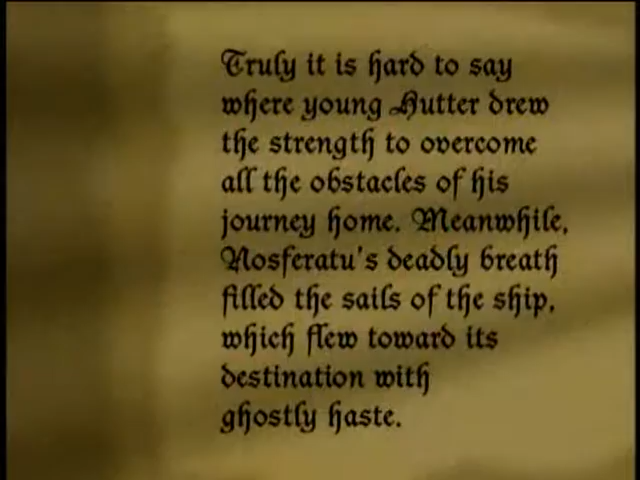 Truly it is hard to say
where young Hutter drew
the strength to overcome
all the obstacles of his
journey home. Meanwhile,
Nosferatu's deadly breath
filled the sails of the ship,
which flew toward its
destination with
ghostly haste.